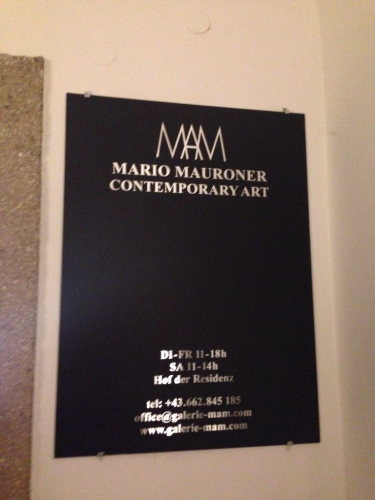 MAM
MARIO MAURONER
CONTEMPORARY ART
DI-FR 11-18h
SA 11-14h
Hof der Residenz
tel: +43.662.845 185
office@galerie-mam.com
www.galerie-mam.com